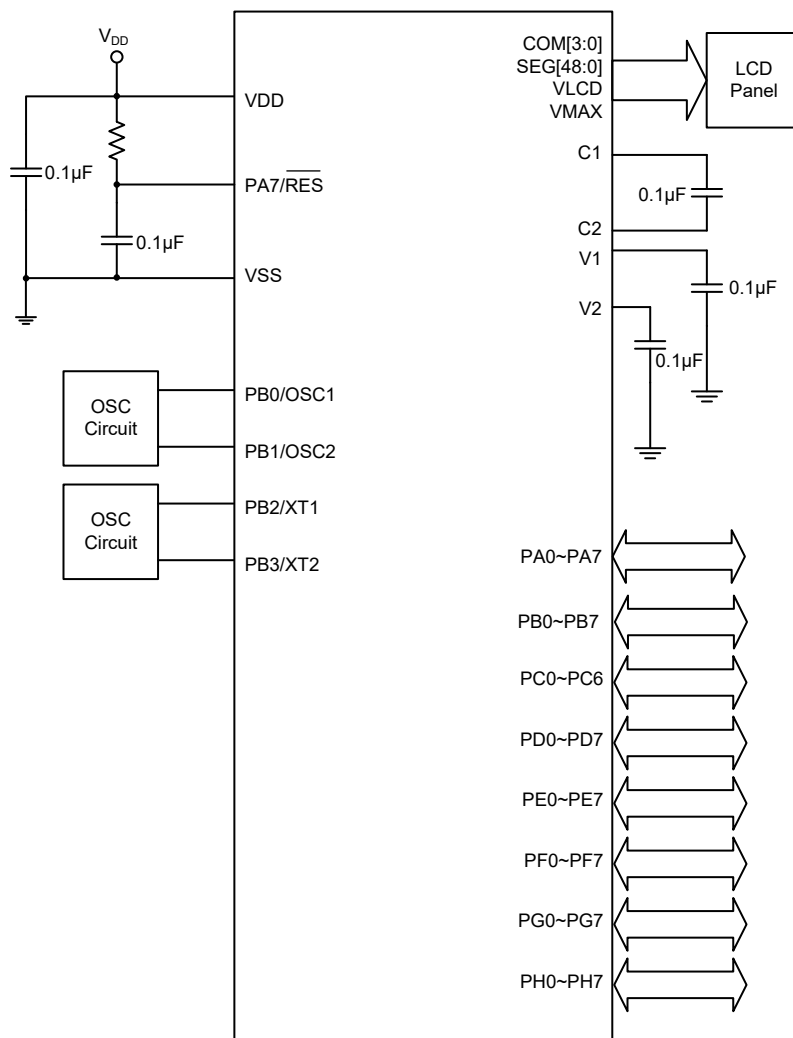 VDD
VDD
0.1µF
PA7/RES
0.1µF
VSS
OSC
Circuit
PB0/OSC1
PB1/OSC2
OSC
Circuit
PB2/XT1
PB3/XT2
COM[3:0]
SEG[48:0]
VLCD
VMAX
LCD
Panel
C1
0.1µF
C2
V1
0.1µF
V2
0.1µF
PA0~PA7
PB0~PB7
PC0~PC6
PD0~PD7
PE0~PE7
PF0~PF7
PG0~PG7
PH0~PH7